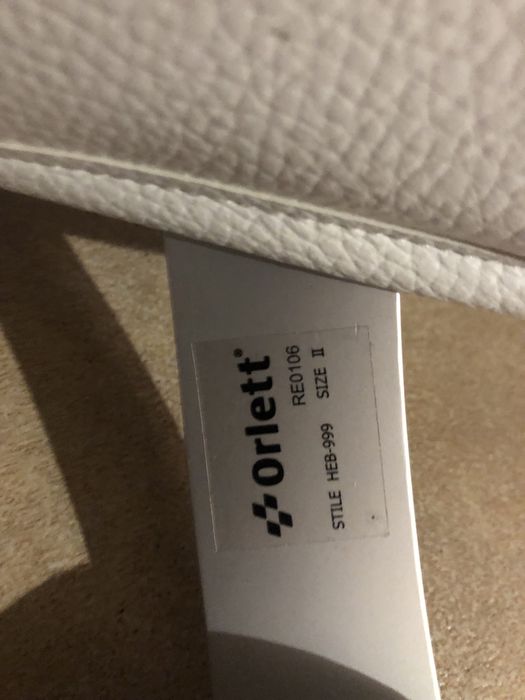 Orlett®
RE0106
STILE HEB-999 SIZE II